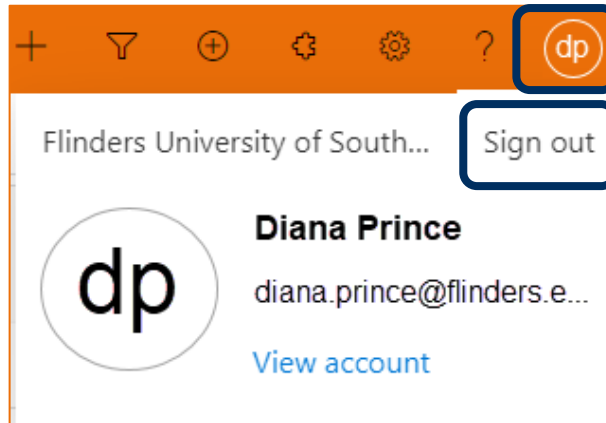 ?
dp
Flinders University of South...
Sign out
dp
Diana Prince
diana.prince@flinders.e...
View account